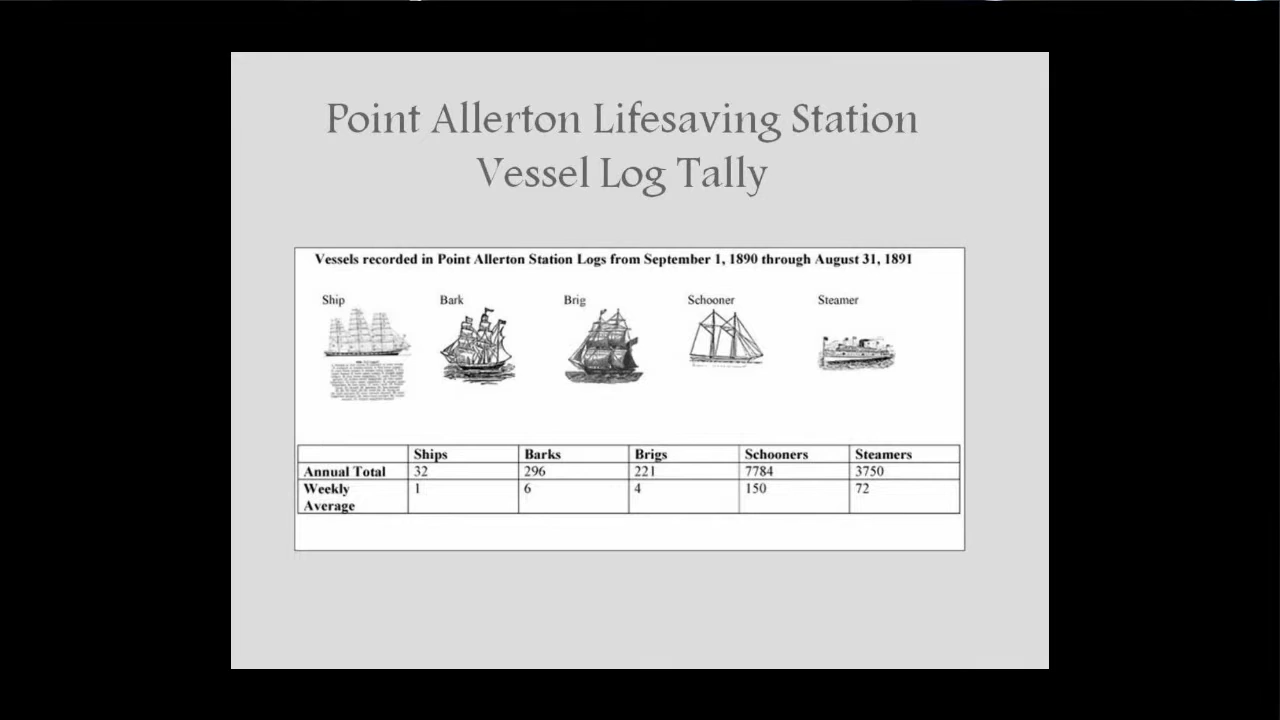 Point Allerton Lifesaving Station
Vessel Log Tally
Vessels recorded in Point Allerton Station Logs from September 1, 1890 through August 31, 1891
Ship Bark Brig Schooner Steamer
Ships Barks Brigs Schooners Steamers
Annual Total 32 296 221 7784 3750
Weekly 1 6 4 150 72
Average